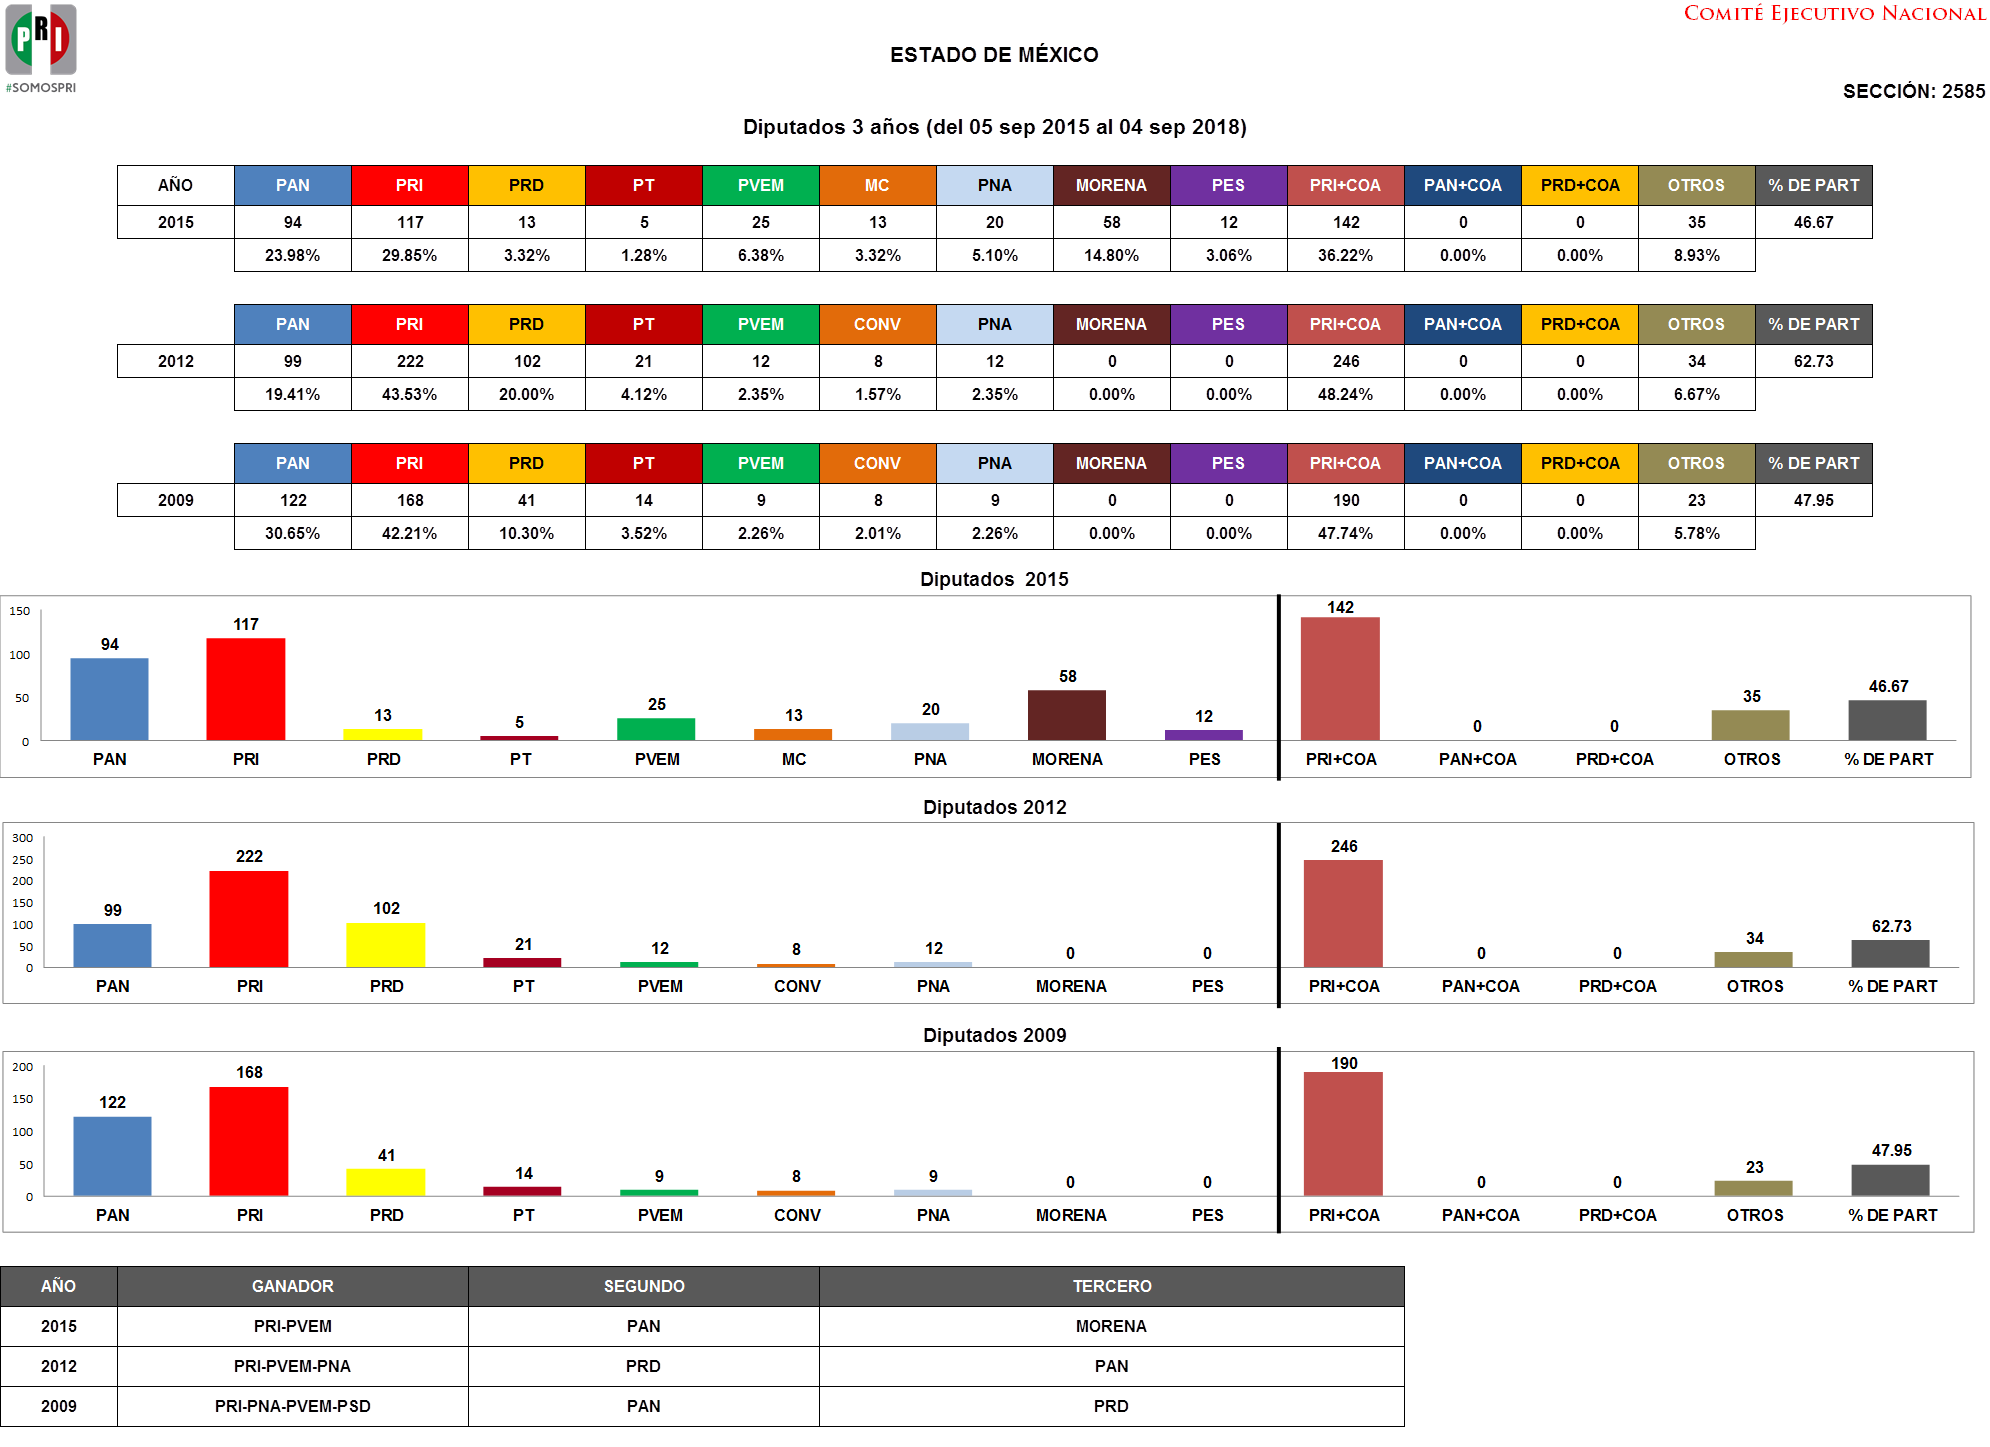 PRI
#SOMOSPRI
COMITÉ EJECUTIVO NACIONAL
ESTADO DE MÉXICO
SECCIÓN: 2585
Diputados 3 años (del 05 sep 2015 al 04 sep 2018)
AÑO PAN PRI PRD PT PVEM MC PNA MORENA PES PRI+COA PAN+COA PRD+COA OTROS % DE PART
2015 94 117 13 5 25 13 20 58 12 142 0 0 35 46.67
23.98% 29.85% 3.32% 1.28% 6.38% 3.32% 5.10% 14.80% 3.06% 36.22% 0.00% 0.00% 8.93%
PAN PRI PRD PT PVEM CONV PNA MORENA PES PRI+COA PAN+COA PRD+COA OTROS % DE PART
2012 99 222 102 21 12 8 12 0 0 246 0 0 34 62.73
19.41% 43.53% 20.00% 4.12% 2.35% 1.57% 2.35% 0.00% 0.00% 48.24% 0.00% 0.00% 6.67%
PAN PRI PRD PT PVEM CONV PNA MORENA PES PRI+COA PAN+COA PRD+COA OTROS % DE PART
2009 122 168 41 14 9 8 9 0 0 190 0 0 23 47.95
30.65% 42.21% 10.30% 3.52% 2.26% 2.01% 2.26% 0.00% 0.00% 47.74% 0.00% 0.00% 5.78%
Diputados 2015
150
100
50
0
94 117 13 5 25 13 20 58 12 142 0 0 35 46.67
PAN PRI PRD PT PVEM MC PNA MORENA PES PRI+COA PAN+COA PRD+COA OTROS % DE PART
Diputados 2012
300
250
200
150
100
50
0
99 222 102 21 12 8 12 0 0 246 0 0 34 62.73
PAN PRI PRD PT PVEM CONV PNA MORENA PES PRI+COA PAN+COA PRD+COA OTROS % DE PART
Diputados 2009
200
150
100
50
0
122 168 41 14 9 8 9 0 0 190 0 0 23 47.95
PAN PRI PRD PT PVEM CONV PNA MORENA PES PRI+COA PAN+COA PRD+COA OTROS % DE PART
AÑO GANADOR SEGUNDO TERCERO
2015 PRI-PVEM PAN MORENA
2012 PRI-PVEM-PNA PRD PAN
2009 PRI-PNA-PVEM-PSD PAN PRD